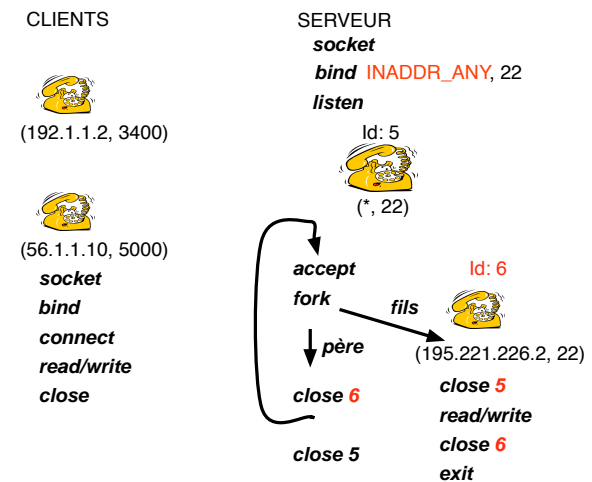 CLIENTS
(192.1.1.2, 3400)
(56.1.1.10, 5000)
socket
bind
connect
read/write
close
SERVEUR
socket
bind INADDR_ANY, 22
listen
Id: 5
(*, 22)
accept
fork
père
close 6
close 5
fils
Id: 6
(195.221.226.2, 22)
close 5
read/write
close 6
exit